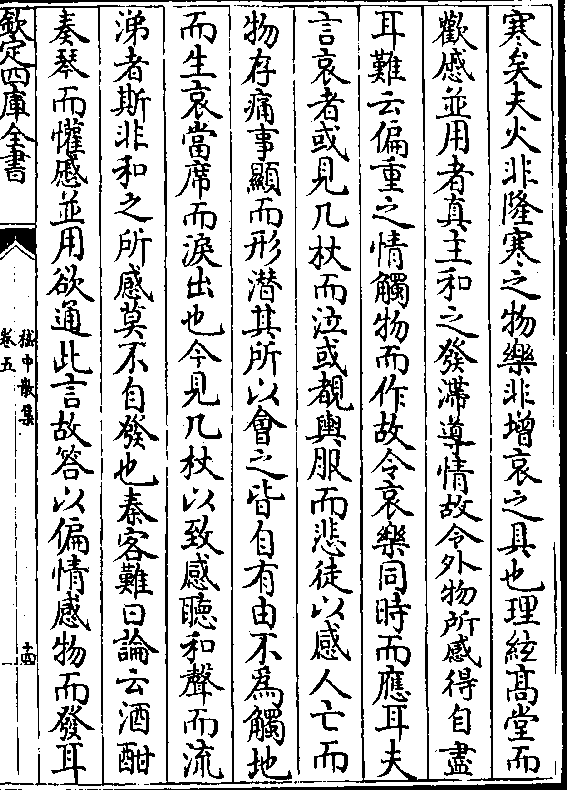 寒矣夫火非隆寒之物樂非增哀之具也理絃髙堂而
歡慼並用者真主和之發滯導情故令外物所感得自盡
耳難云偏重之情觸物而作故令哀樂同時而應耳夫
言哀者或見几杖而泣或覩輿服而悲徒以感人亡而
物存痛事顯而形潛其所以會之皆自有由不爲觸地
而生哀當席而淚出也今見几杖以致感聽和聲而流
涕者斯非和之所感莫不自發也秦客難曰論云酒酣
奏琴而懽慼並用欲通此言故答以偏情感物而發耳
欽定四庫全書
嵇中散集
卷五
十四